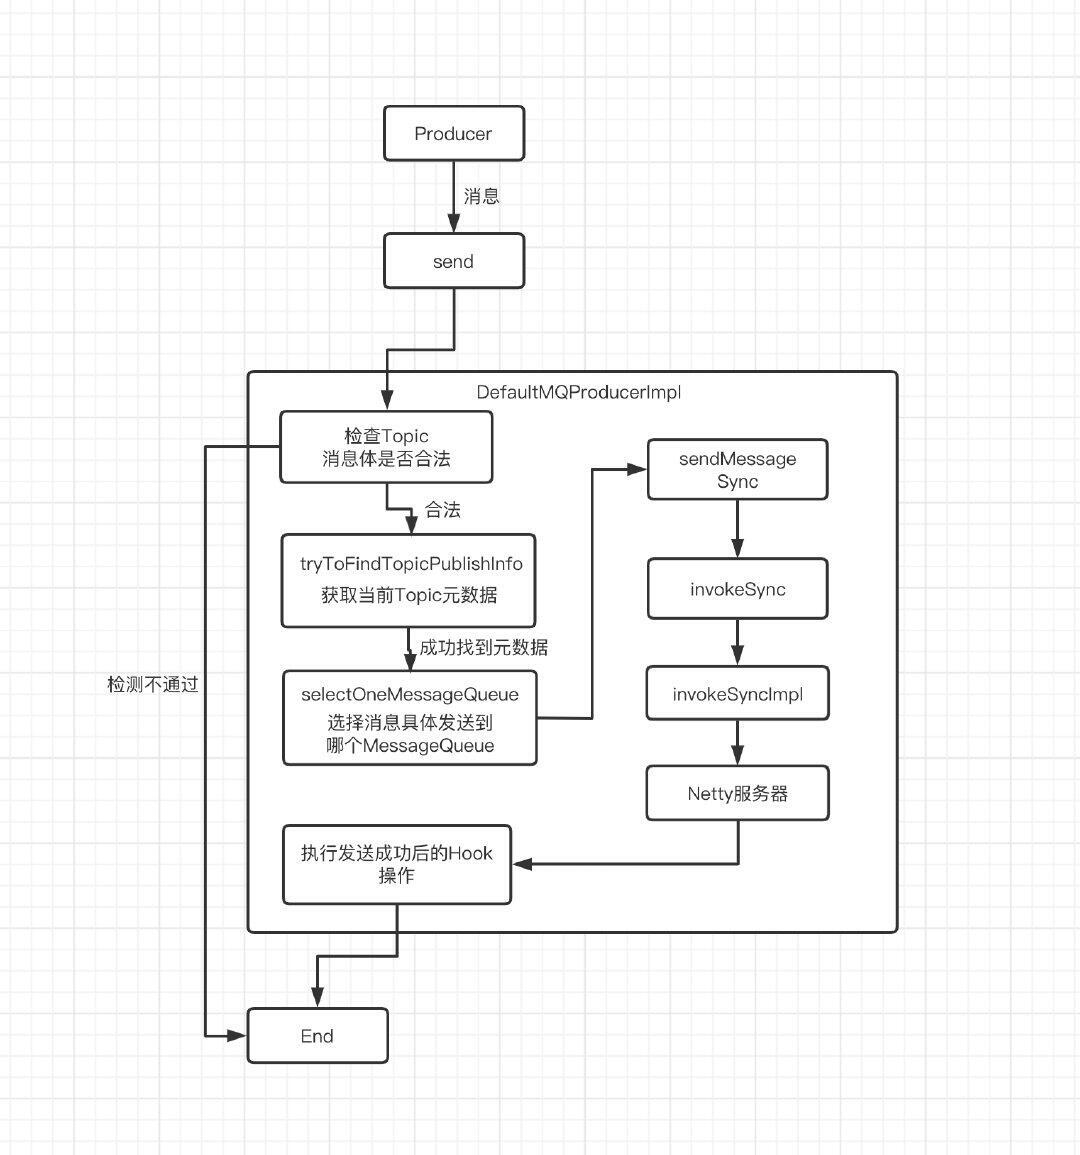 Producer
消息
send
DefaultMQProducerImpl
检查Topic
消息体是否合法
合法
tryToFindTopicPublishInfo
获取当前Topic元数据
成功找到元数据
selectOneMessageQueue
选择消息具体发送到
哪个MessageQueue
sendMessage
Sync
invokeSync
invokeSyncImpl
Netty服务器
执行发送成功后的Hook
操作
检测不通过
End